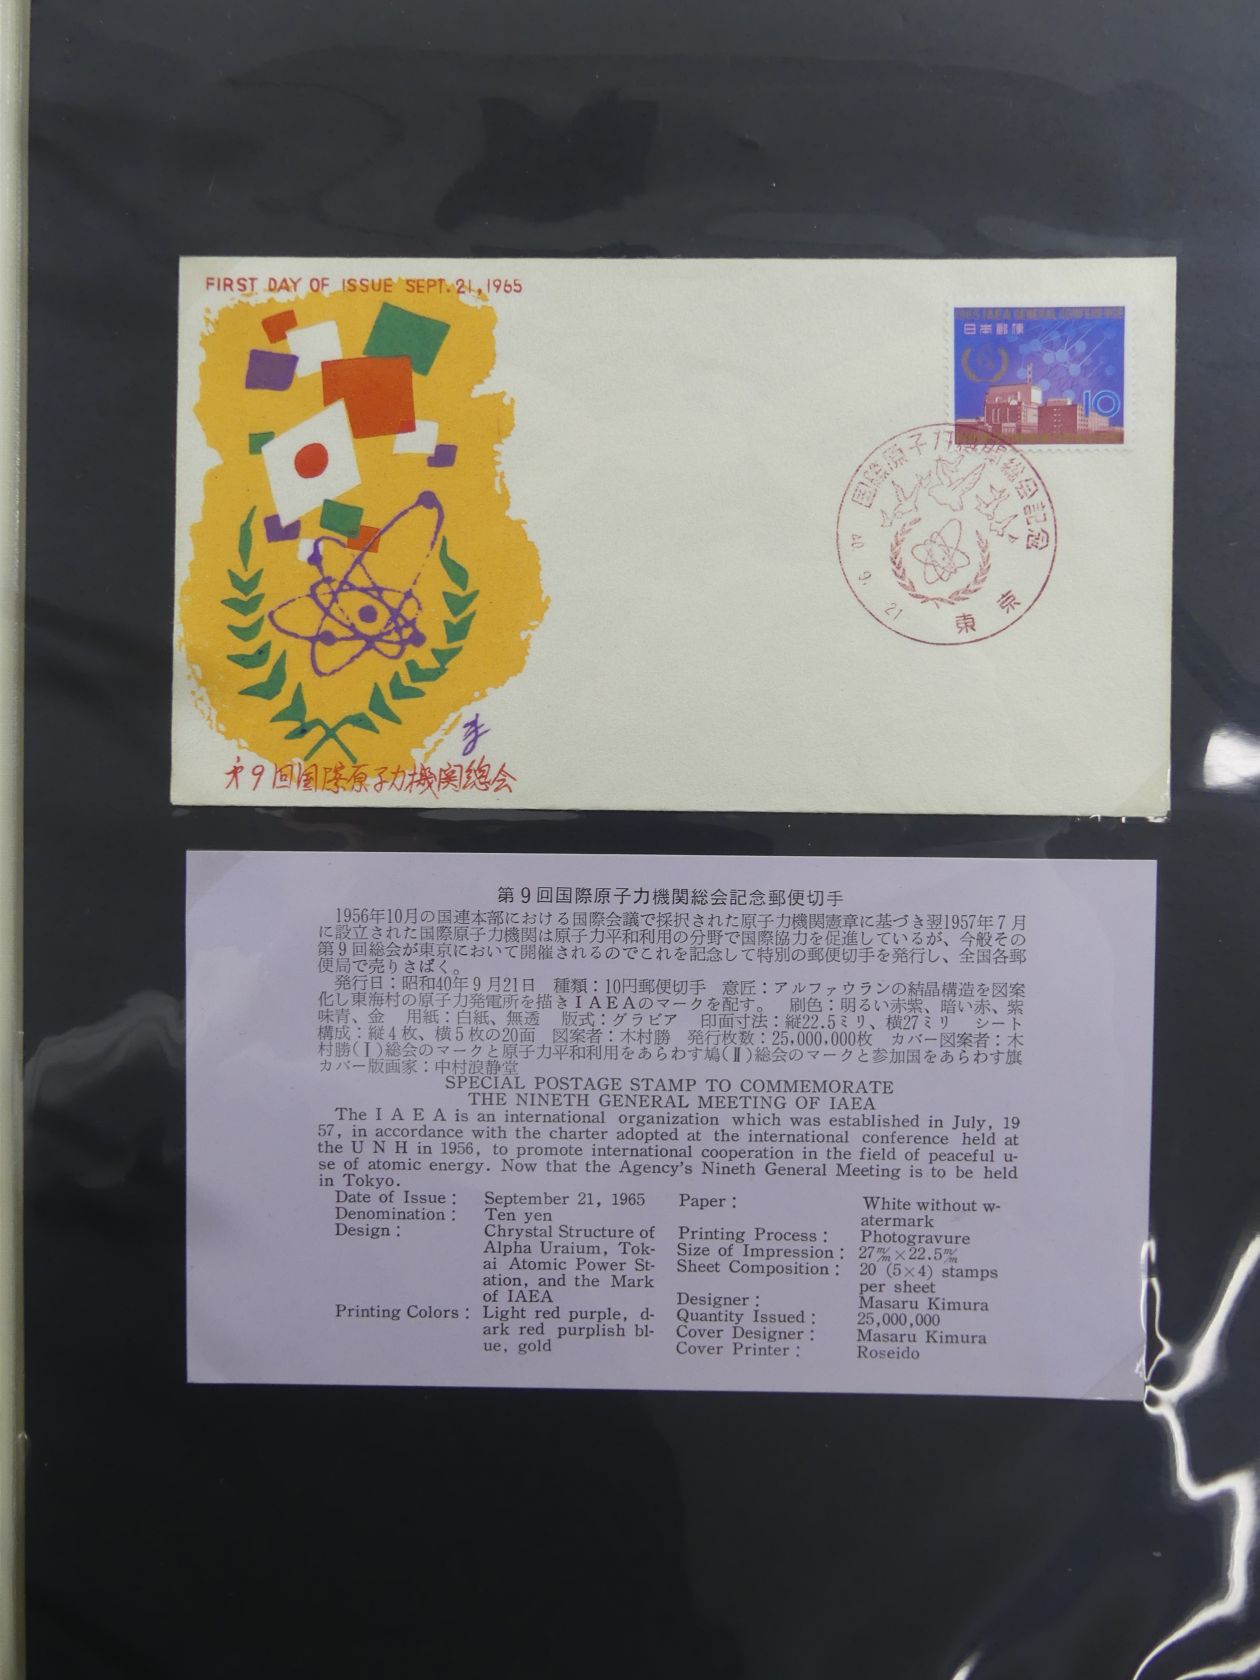 FIRST DAY OF ISSUE SEPT. 21, 1965
1965 IAEA GENERAL CONFERENCE
日本郵便
10
国際原子力機関総会記念
40. 9. 21
東京
第9回国際原子力機関総会
第9回国際原子力機関総会記念郵便切手
1956年10月の国連本部における国際会議で採択された原子力機関憲章に基づき翌1957年7月
に設立された国際原子力機関は原子力平和利用の分野で国際協力を促進しているが、今般その
第9回総会が東京において開催されるのでこれを記念して特別の郵便切手を発行し、全国各郵
便局で売りさばく。
発行日：昭和40年9月21日　種類：10円郵便切手　意匠：アルファウランの結晶構造を図案
化し東海村の原子力発電所を描きIAEAのマークを配す。　刷色：明るい赤紫、暗い赤、紫
味青、金　用紙：白紙、無透　版式：グラビア　印面寸法：縦22.5ミリ、横27ミリ　シート
構成：縦4枚、横5枚の20面　図案者：木村勝　発行枚数：25,000,000枚　カバー図案者：木
村勝(Ⅰ)総会のマークと原子力平和利用をあらわす鳩(Ⅱ)総会のマークと参加国をあらわす旗
カバー版画家：中村浪静堂
SPECIAL POSTAGE STAMP TO COMMEMORATE
THE NINETH GENERAL MEETING OF IAEA
The I A E A is an international organization which was established in July, 19
57, in accordance with the charter adopted at the international conference held at
the U N H in 1956, to promote international cooperation in the field of peaceful u-
se of atomic energy. Now that the Agency's Nineth General Meeting is to be held
in Tokyo.
Date of Issue: September 21, 1965
Denomination: Ten yen
Design: Chrystal Structure of
Alpha Uraium, Tok-
ai Atomic Power St-
ation, and the Mark
of IAEA
Printing Colors: Light red purple, d-
ark red purplish bl-
ue, gold
Paper: White without w-
atermark
Printing Process: Photogravure
Size of Impression: 27m/m×22.5m/m
Sheet Composition: 20 (5×4) stamps
per sheet
Designer: Masaru Kimura
Quantity Issued: 25,000,000
Cover Designer: Masaru Kimura
Cover Printer: Roseido